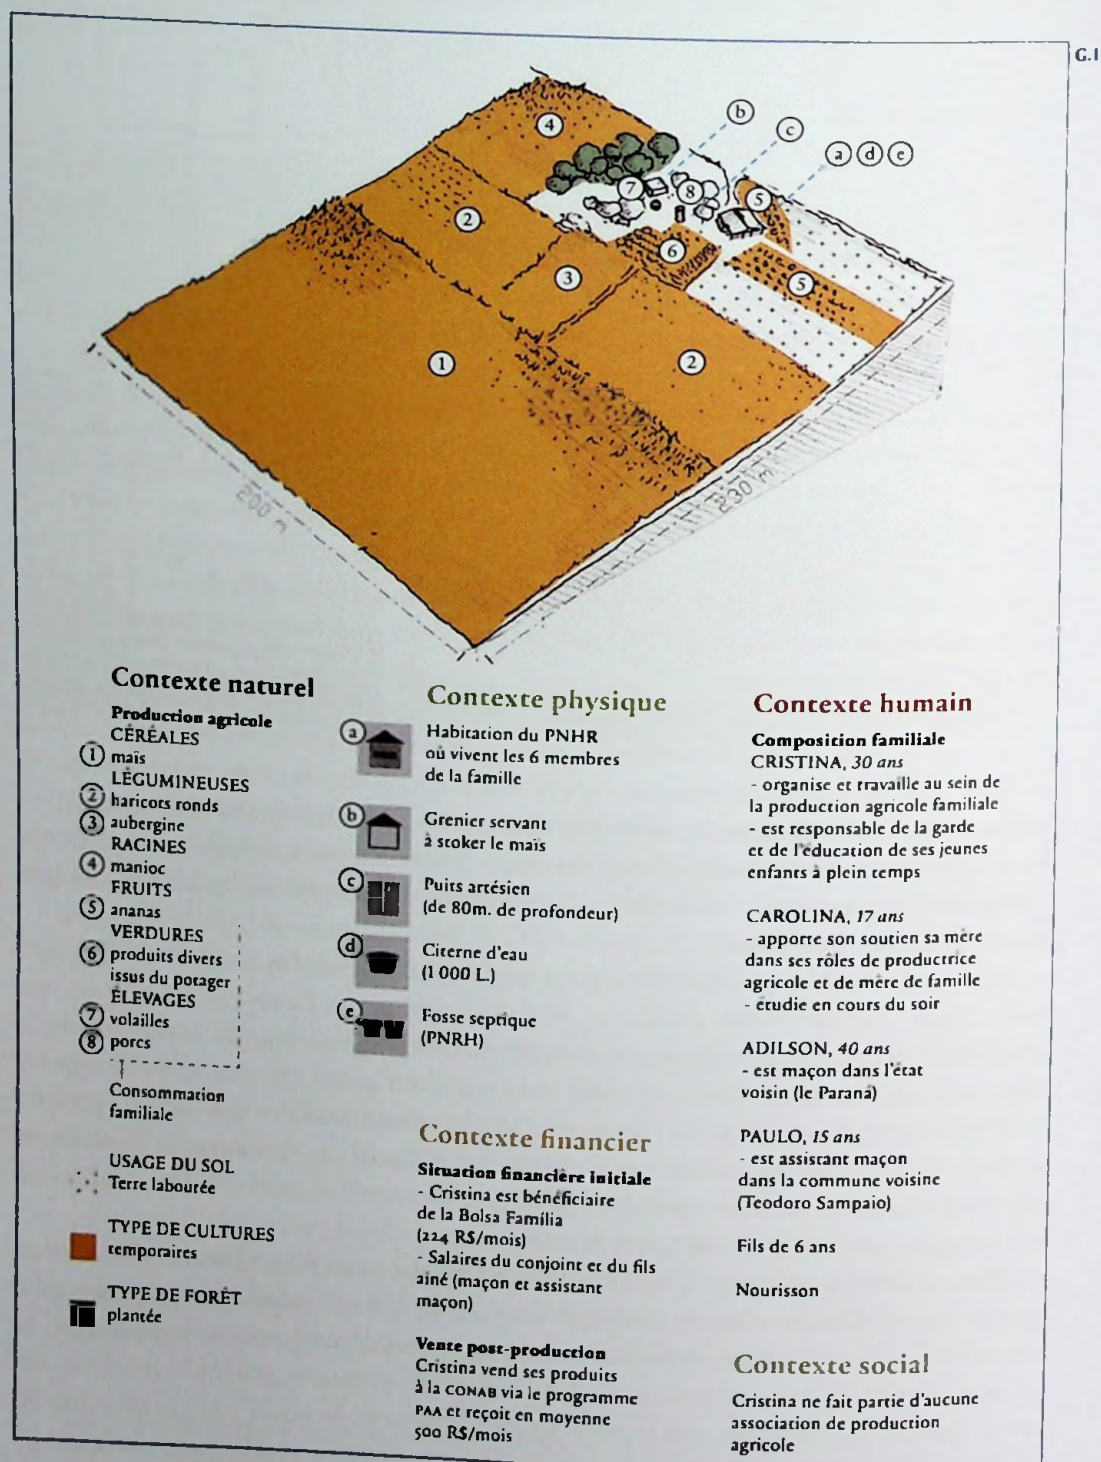 G.1
4
b
c
a d e
7
8
5
2
6
3
5
1
2
200 m
230 m
Contexte naturel
Production agricole
CÉRÉALES
1 maïs
LÉGUMINEUSES
2 haricots ronds
3 aubergine
RACINES
4 manioc
FRUITS
5 ananas
VERDURES
6 produits divers
issus du potager
ÉLEVAGES
7 volailles
8 porcs
Consommation
familiale
USAGE DU SOL
Terre labourée
TYPE DE CULTURES
temporaires
TYPE DE FORÊT
plantée
Contexte physique
a Habitation du PNHR
où vivent les 6 membres
de la famille
b Grenier servant
à stoker le maïs
c Puits artésien
(de 80m. de profondeur)
d Citerne d'eau
(1 000 L.)
e Fosse septique
(PNRH)
Contexte financier
Situation financière initiale
- Cristina est bénéficiaire
de la Bolsa Família
(224 R$/mois)
- Salaires du conjoint et du fils
ainé (maçon et assistant
maçon)
Vente post-production
Cristina vend ses produits
à la CONAB via le programme
PAA et reçoit en moyenne
500 R$/mois
Contexte humain
Composition familiale
CRISTINA, 30 ans
- organise et travaille au sein de
la production agricole familiale
- est responsable de la garde
et de l'éducation de ses jeunes
enfants à plein temps
CAROLINA, 17 ans
- apporte son soutien sa mère
dans ses rôles de productrice
agricole et de mère de famille
- étudie en cours du soir
ADILSON, 40 ans
- est maçon dans l'état
voisin (le Paraná)
PAULO, 15 ans
- est assistant maçon
dans la commune voisine
(Teodoro Sampaio)
Fils de 6 ans
Nourisson
Contexte social
Cristina ne fait partie d'aucune
association de production
agricole